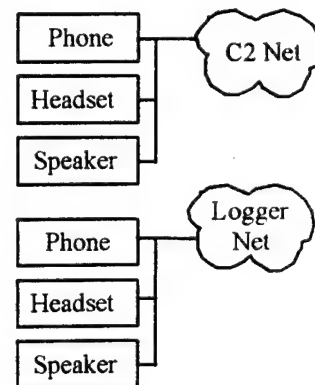 Phone
C2 Net
Headset
Speaker
Logger
Net
Phone
Headset
Speaker